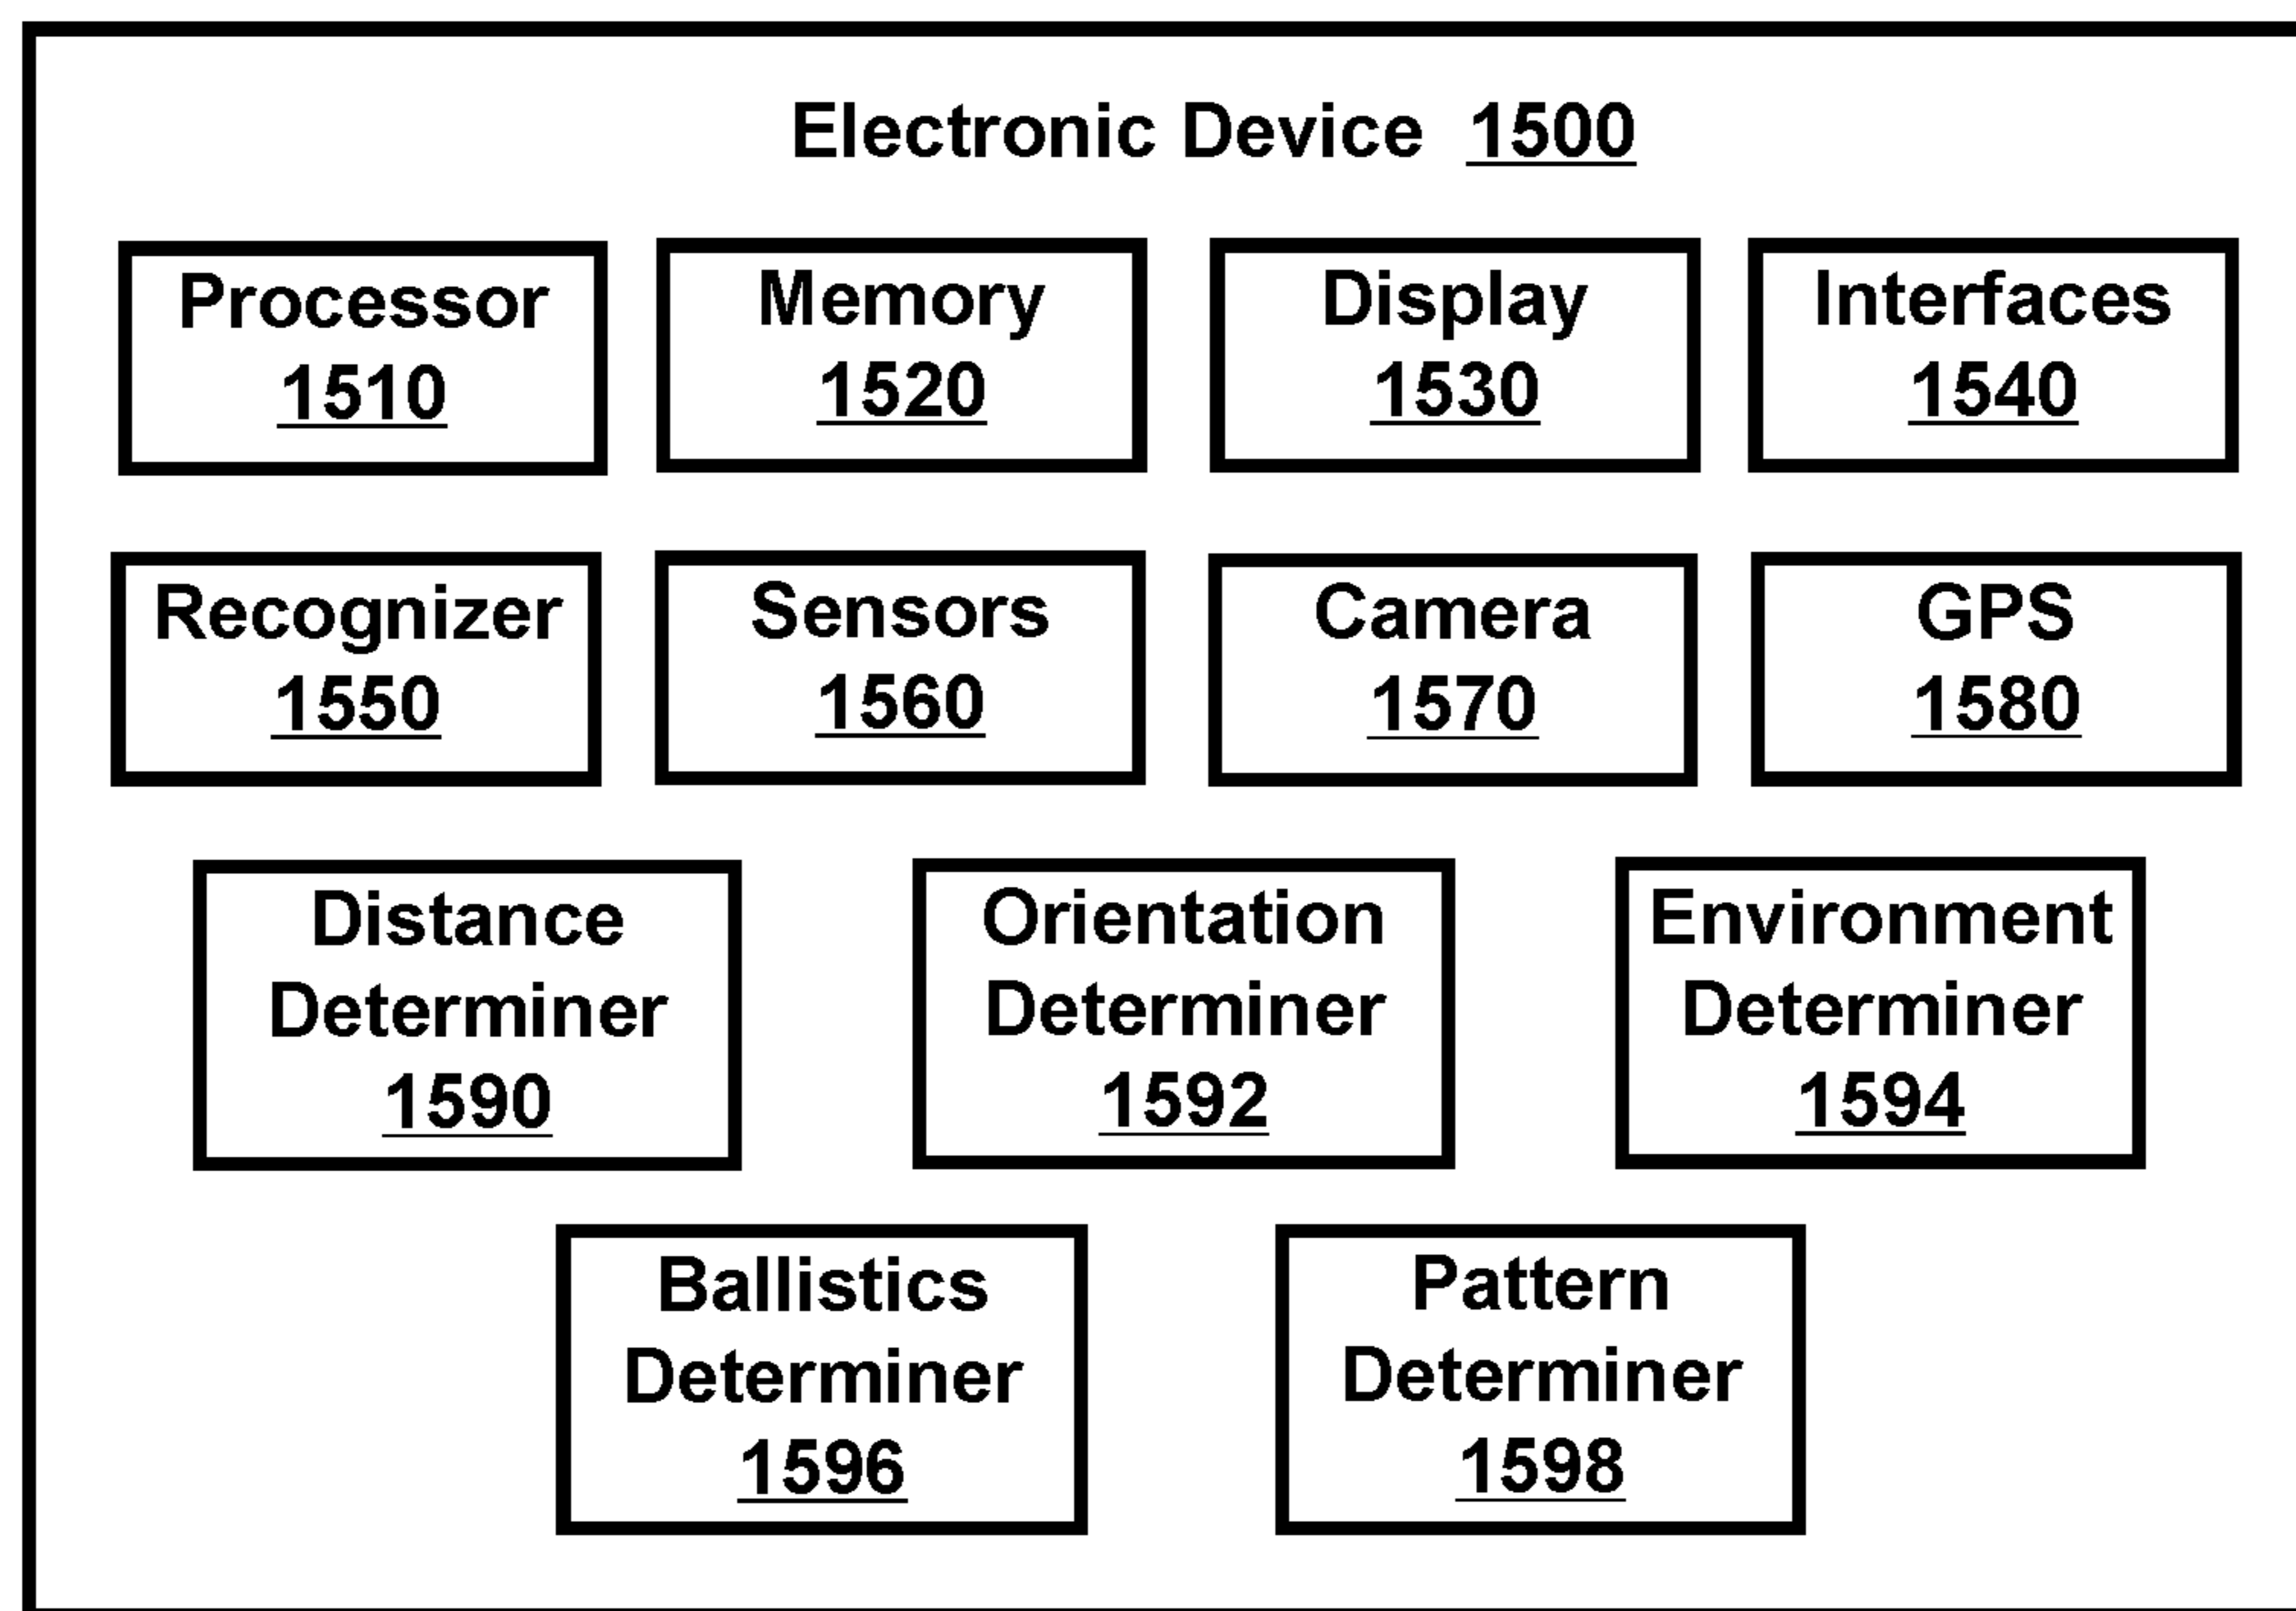 Electronic Device 1500
Processor
1510
Memory
1520
Display
1530
Interfaces
1540
Recognizer
1550
Sensors
1560
Camera
1570
GPS
1580
Distance
Determiner
1590
Orientation
Determiner
1592
Environment
Determiner
1594
Ballistics
Determiner
1596
Pattern
Determiner
1598